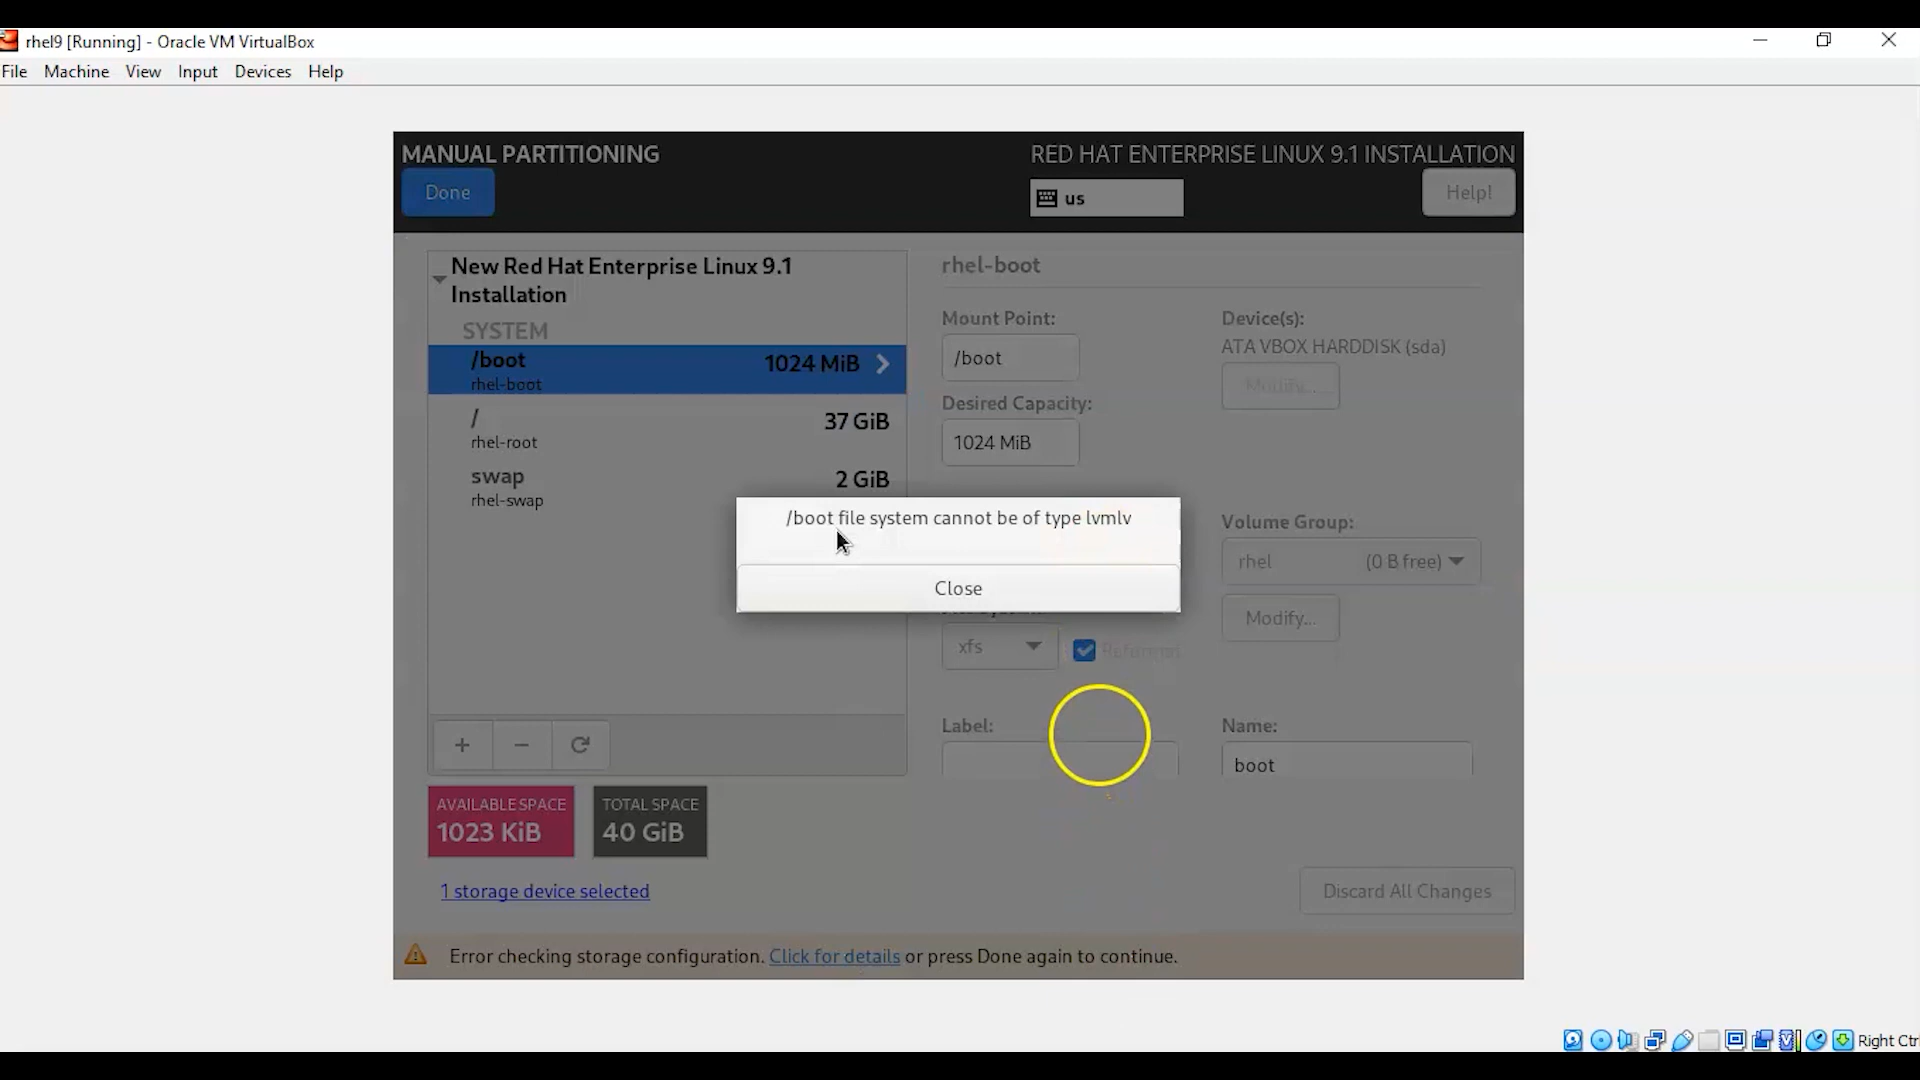 rhel9 [Running] - Oracle VM VirtualBox
File Machine View Input Devices Help
MANUAL PARTITIONING
RED HAT ENTERPRISE LINUX 9.1 INSTALLATION
Done
us
Help!
New Red Hat Enterprise Linux 9.1
Installation
SYSTEM
/boot 1024 MiB
rhel-boot
/ 37 GiB
rhel-root
swap 2 GiB
rhel-swap
+ −
AVAILABLE SPACE
1023 KiB
TOTAL SPACE
40 GiB
1 storage device selected
rhel-boot
Mount Point:
/boot
Desired Capacity:
1024 MiB
Device(s):
ATA VBOX HARDDISK (sda)
Modify...
Volume Group:
rhel (0 B free)
Modify...
xfs
Reformat
Label:
Name:
boot
Discard All Changes
/boot file system cannot be of type lvmlv
Close
Error checking storage configuration. Click for details or press Done again to continue.
Right Ctr